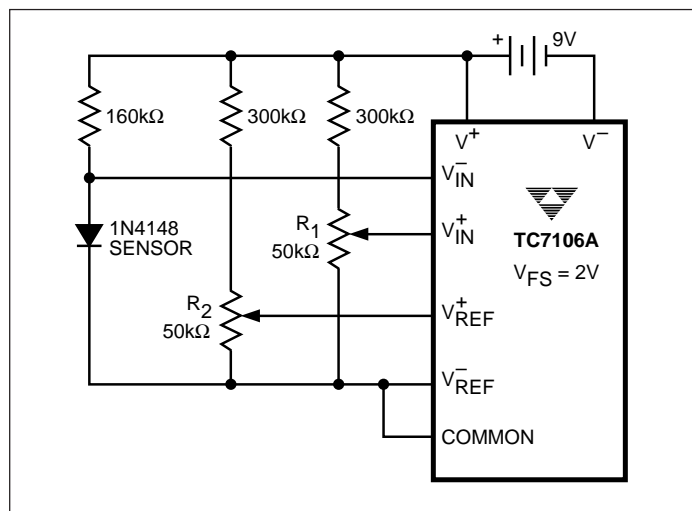 + 9V
160kΩ
300kΩ
300kΩ
V+
V−
V−IN
1N4148
SENSOR
R1
50kΩ
V+IN
TC7106A
VFS = 2V
R2
50kΩ
V+REF
V−REF
COMMON